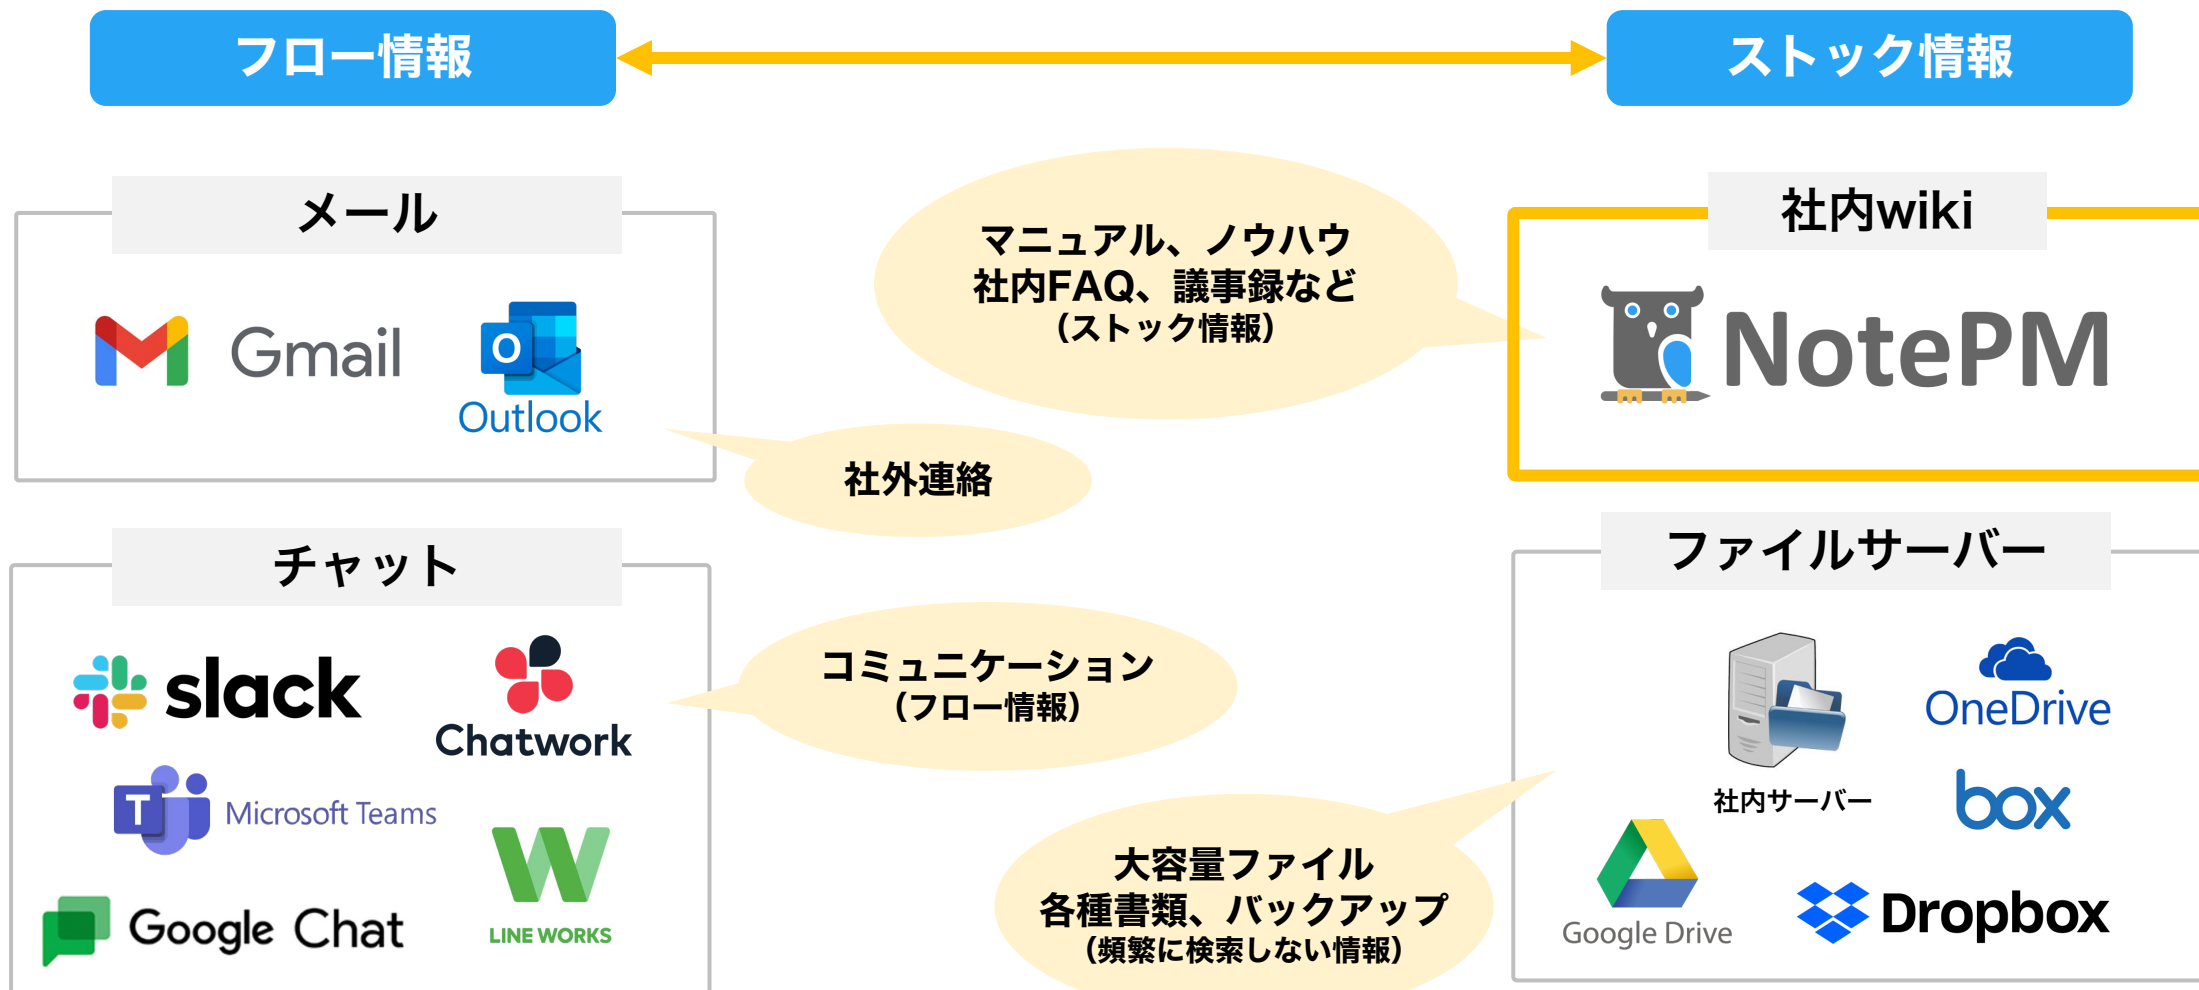 フロー情報
ストック情報
メール
Gmail
Outlook
社外連絡
マニュアル、ノウハウ
社内FAQ、議事録など
（ストック情報）
社内wiki
NotePM
チャット
slack
Chatwork
Microsoft Teams
LINE WORKS
Google Chat
コミュニケーション
（フロー情報）
ファイルサーバー
社内サーバー
OneDrive
box
Google Drive
Dropbox
大容量ファイル
各種書類、バックアップ
（頻繁に検索しない情報）